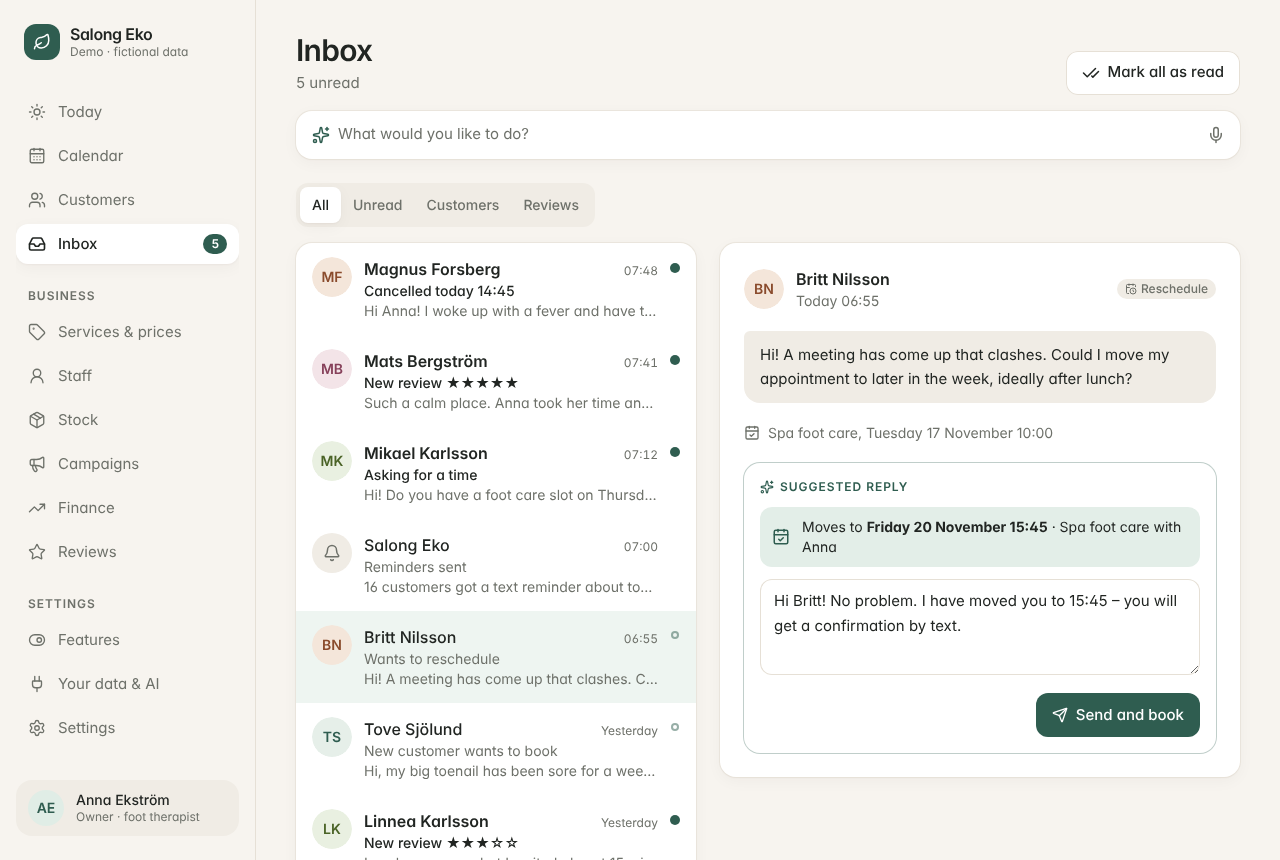 Salong Eko
Demo · fictional data
Today
Calendar
Customers
Inbox
5
BUSINESS
Services & prices
Staff
Stock
Campaigns
Finance
Reviews
SETTINGS
Features
Your data & AI
Settings
AE
Anna Ekström
Owner · foot therapist
Inbox
5 unread
Mark all as read
What would you like to do?
All
Unread
Customers
Reviews
MF
Magnus Forsberg
07:48
Cancelled today 14:45
Hi Anna! I woke up with a fever and have t...
MB
Mats Bergström
07:41
New review ★★★★★
Such a calm place. Anna took her time an...
MK
Mikael Karlsson
07:12
Asking for a time
Hi! Do you have a foot care slot on Thursd...
Salong Eko
07:00
Reminders sent
16 customers got a text reminder about to...
BN
Britt Nilsson
06:55
Wants to reschedule
Hi! A meeting has come up that clashes. C...
TS
Tove Sjölund
Yesterday
New customer wants to book
Hi, my big toenail has been sore for a wee...
LK
Linnea Karlsson
Yesterday
New review ★★★☆☆
BN
Britt Nilsson
Today 06:55
Reschedule
Hi! A meeting has come up that clashes. Could I move my
appointment to later in the week, ideally after lunch?
Spa foot care, Tuesday 17 November 10:00
SUGGESTED REPLY
Moves to Friday 20 November 15:45 · Spa foot care with
Anna
Hi Britt! No problem. I have moved you to 15:45 – you will
get a confirmation by text.
Send and book